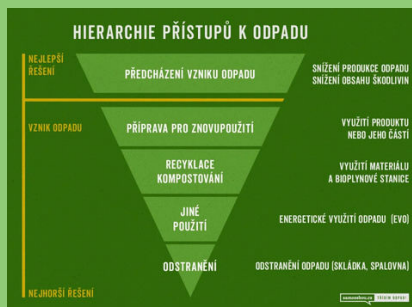 HIERARCHIE PŘÍSTUPŮ K ODPADU
NEJLEPŠÍ
ŘEŠENÍ
PŘEDCHÁZENÍ VZNIKU ODPADU
SNÍŽENÍ PRODUKCE ODPADU
SNÍŽENÍ OBSAHU ŠKODLIVIN
VZNIK ODPADU
PŘÍPRAVA PRO ZNOVUPOUŽITÍ
VYUŽITÍ PRODUKTU
NEBO JEHO ČÁSTÍ
RECYKLACE
KOMPOSTOVÁNÍ
VYUŽITÍ MATERIÁLU
A BIOPLYNOVÉ STANICE
JINÉ
POUŽITÍ
ENERGETICKÉ VYUŽITÍ ODPADU (EVO)
ODSTRANĚNÍ
ODSTRANĚNÍ ODPADU (SKLÁDKA, SPALOVNA)
NEJHORŠÍ ŘEŠENÍ